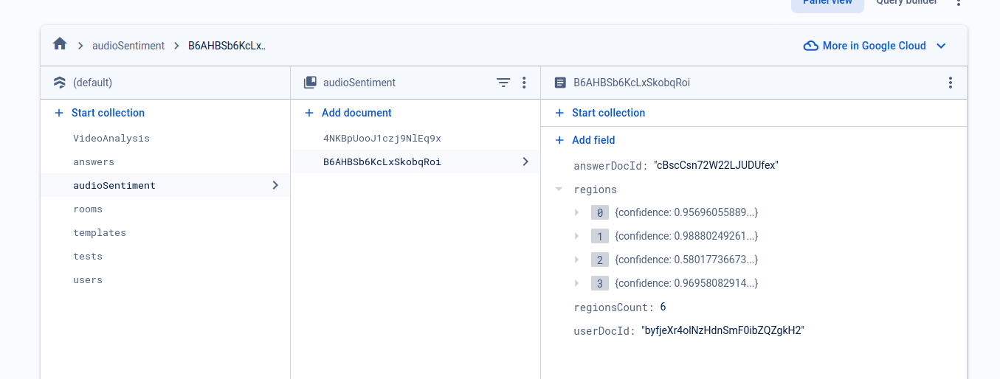 Panel view Query builder
audioSentiment B6AHBSb6KcLx..
More in Google Cloud
(default)
Start collection
VideoAnalysis
answers
audioSentiment
rooms
templates
tests
users
audioSentiment
Add document
4NKBpUooJ1czj9NlEq9x
B6AHBSb6KcLxSkobqRoi
B6AHBSb6KcLxSkobqRoi
Start collection
Add field
answerDocId: "cBscCsn72W22LJUDUfex"
regions
0 {confidence: 0.95696055889...}
1 {confidence: 0.98880249261...}
2 {confidence: 0.58017736673...}
3 {confidence: 0.96958082914...}
regionsCount: 6
userDocId: "byfjeXr4olNzHdnSmF0ibZQZgkH2"